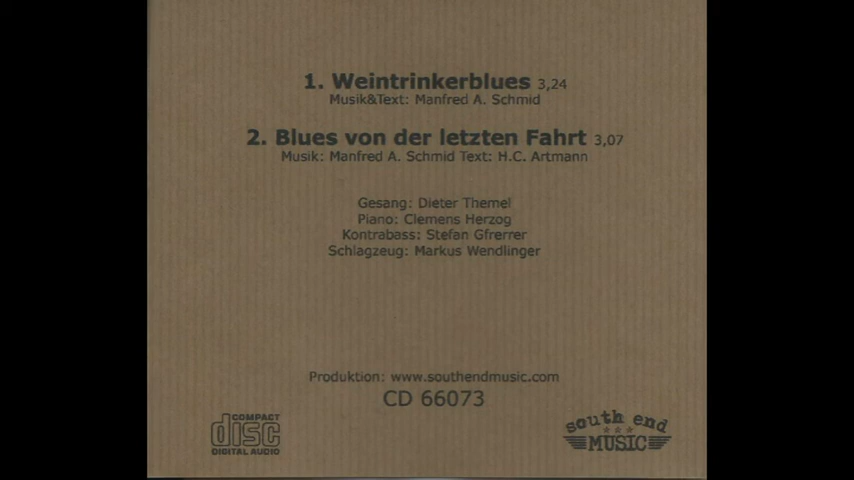 1. Weintrinkerblues 3,24
Musik&Text: Manfred A. Schmid
2. Blues von der letzten Fahrt 3,07
Musik: Manfred A. Schmid Text: H.C. Artmann
Gesang: Dieter Themel
Piano: Clemens Herzog
Kontrabass: Stefan Gfrerrer
Schlagzeug: Markus Wendlinger
Produktion: www.southendmusic.com
CD 66073
COMPACT
disc
DIGITAL AUDIO
south end
MUSIC